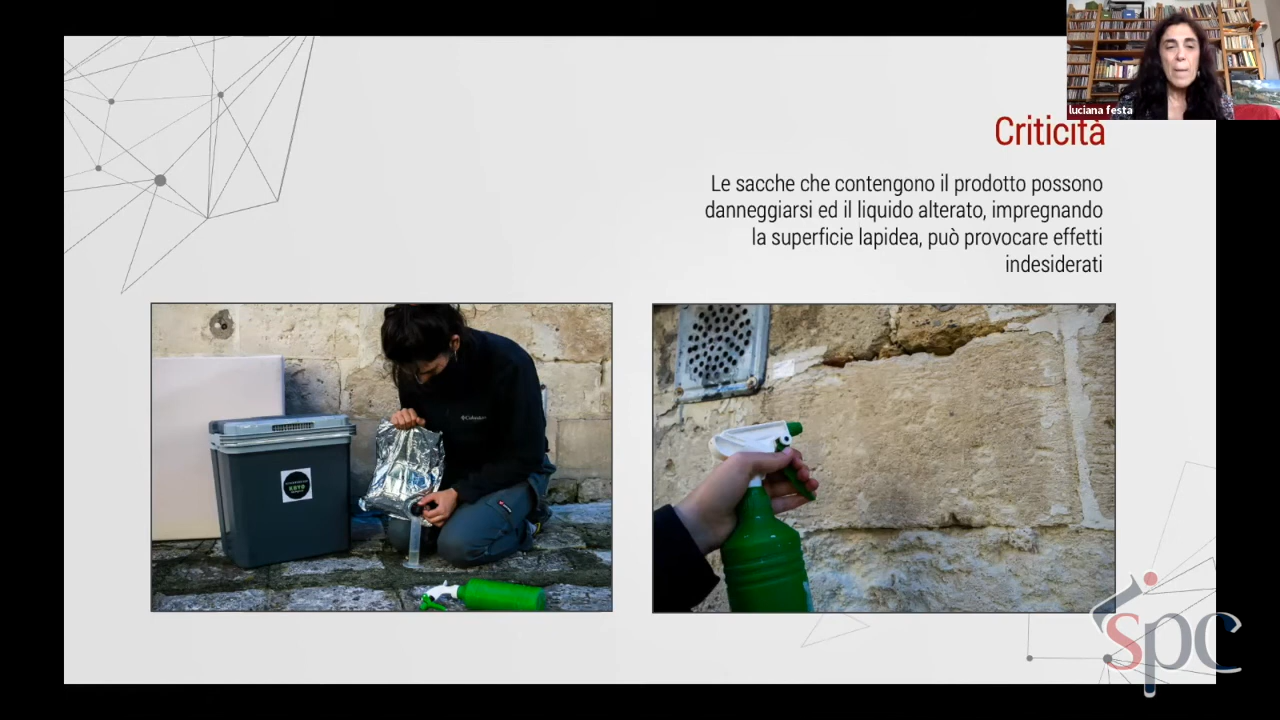 luciana festa
Criticità
Le sacche che contengono il prodotto possono
danneggiarsi ed il liquido alterato, impregnando
la superficie lapidea, può provocare effetti
indesiderati
Columbia
spc